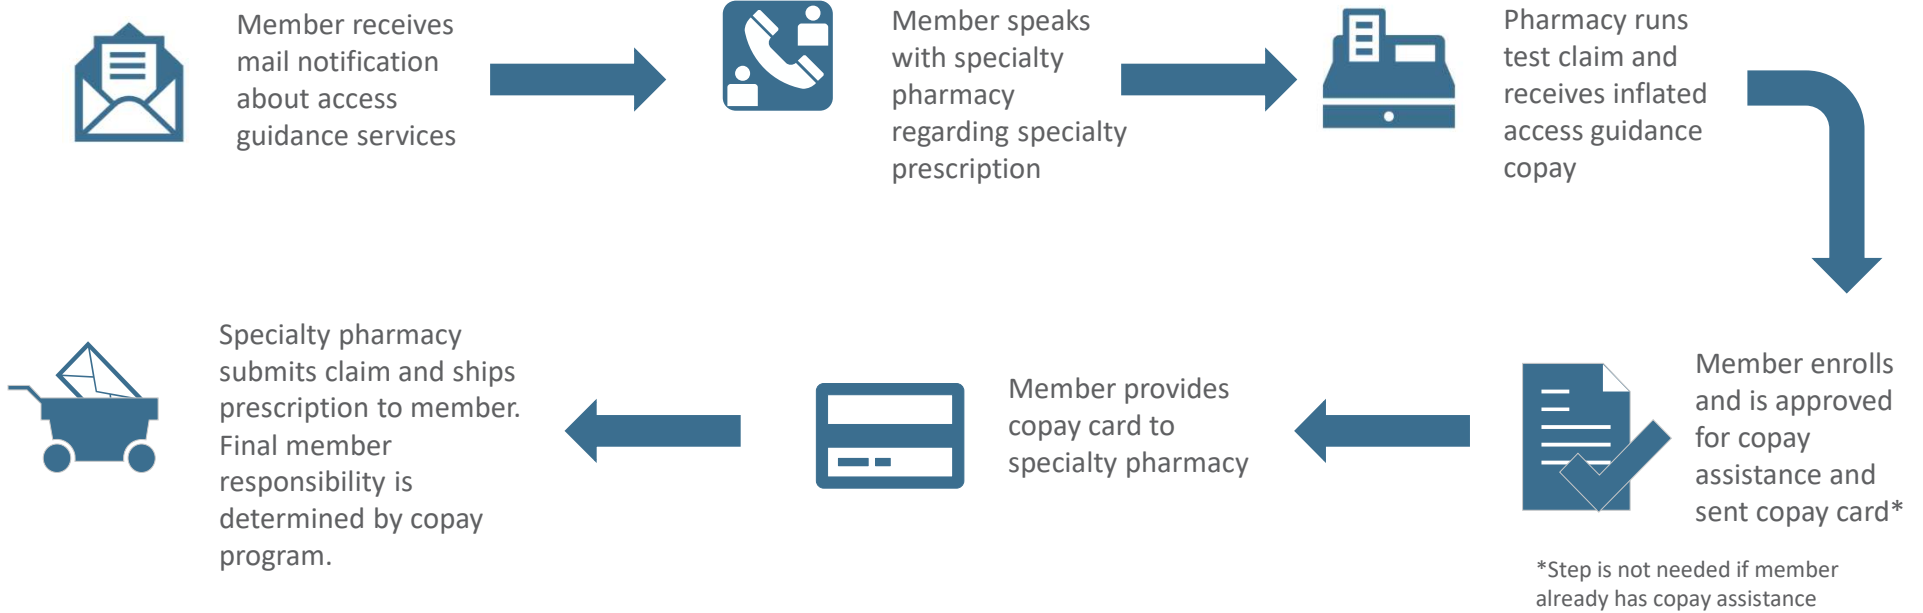 Member receives
mail notification
about access
guidance services
Member speaks
with specialty
pharmacy
regarding specialty
prescription
Pharmacy runs
test claim and
receives inflated
access guidance
copay
Member enrolls
and is approved
for copay
assistance and
sent copay card*
*Step is not needed if member
already has copay assistance
Member provides
copay card to
specialty pharmacy
Specialty pharmacy
submits claim and ships
prescription to member.
Final member
responsibility is
determined by copay
program.